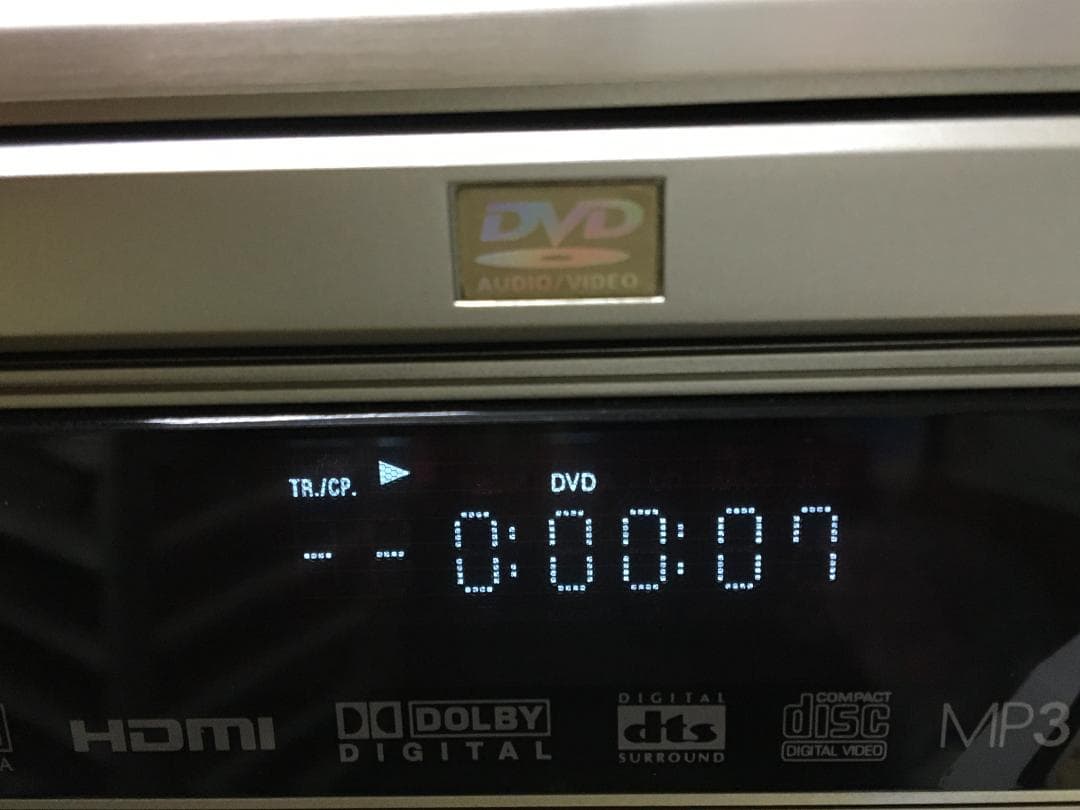 DVD
AUDIO/VIDEO
TR./CP. DVD
-- 0:00:07
HDMI
DOLBY
DIGITAL
DIGITAL
dts
SURROUND
COMPACT
disc
DIGITAL VIDEO
MP3